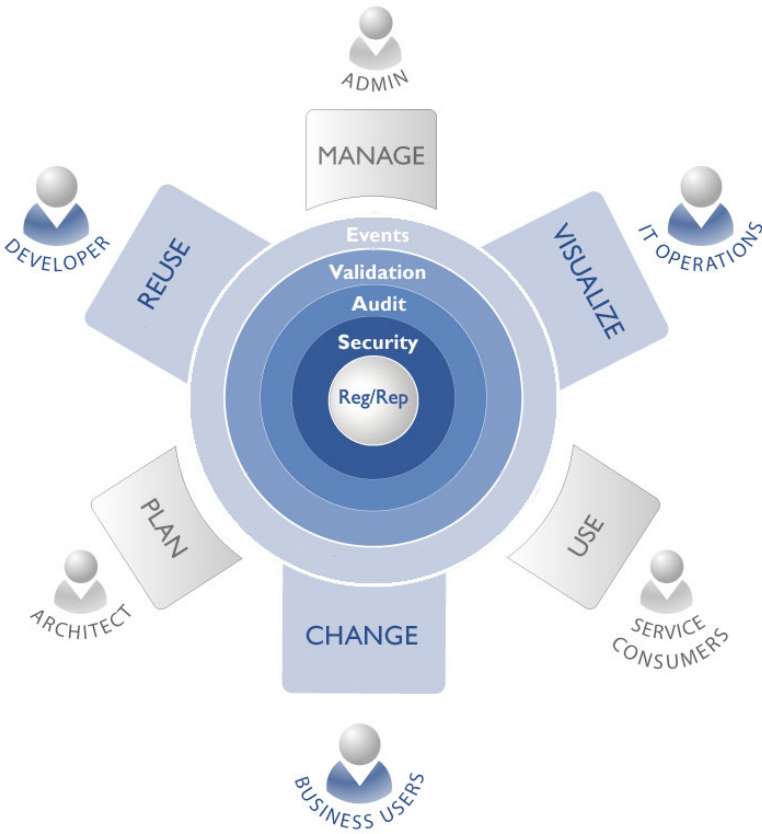 ADMIN
MANAGE
DEVELOPER
REUSE
VISUALIZE
IT OPERATIONS
Events
Validation
Audit
Security
Reg/Rep
PLAN
ARCHITECT
USE
SERVICE
CONSUMERS
CHANGE
BUSINESS USERS